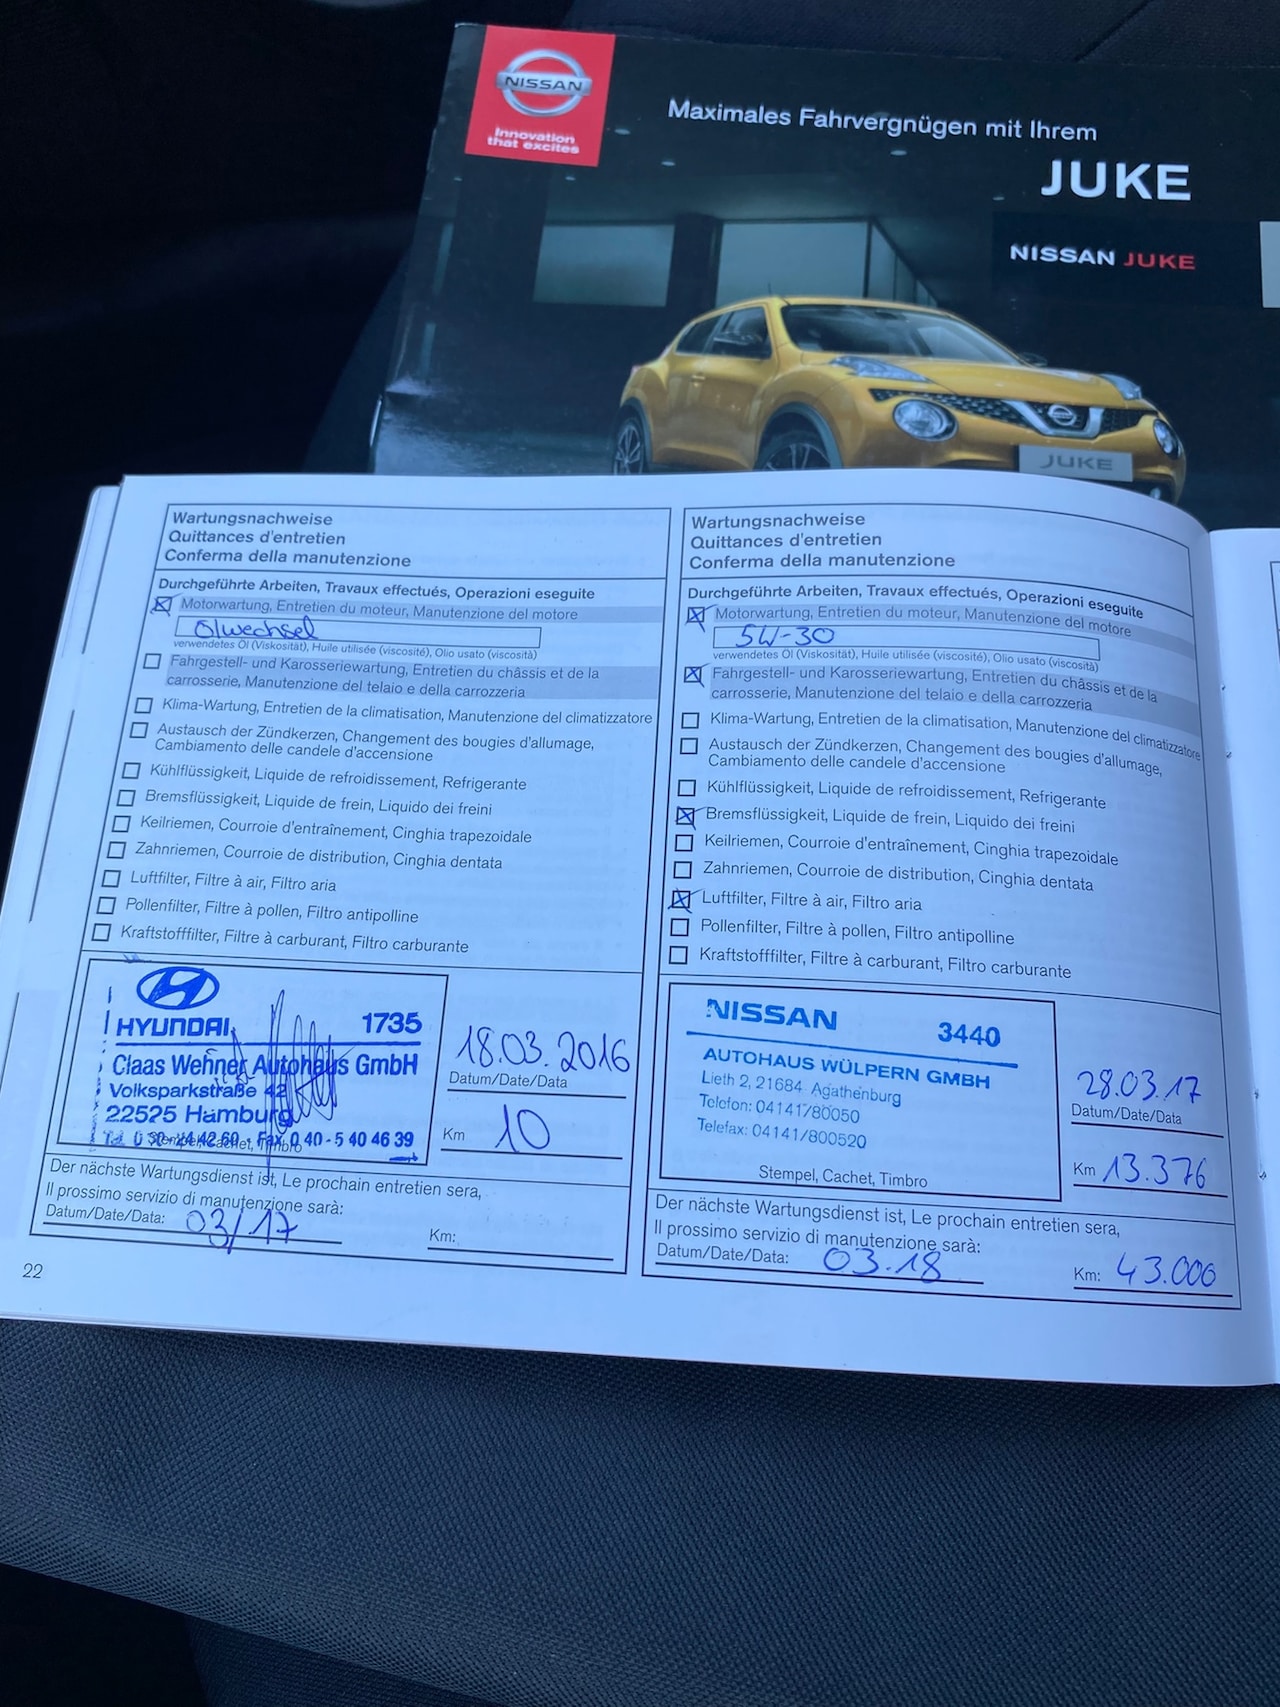 NISSAN
Innovation
that excites
Maximales Fahrvergnügen mit Ihrem
JUKE
NISSAN JUKE
JUKE
Wartungsnachweise
Quittances d'entretien
Conferma della manutenzione
Durchgeführte Arbeiten, Travaux effectués, Operazioni eseguite
Motorwartung, Entretien du moteur, Manutenzione del motore
Ölwechsel
verwendetes Öl (Viskosität), Huile utilisée (viscosité), Olio usato (viscosità)
Fahrgestell- und Karosseriewartung, Entretien du châssis et de la
carrosserie, Manutenzione del telaio e della carrozzeria
Klima-Wartung, Entretien de la climatisation, Manutenzione del climatizzatore
Austausch der Zündkerzen, Changement des bougies d'allumage,
Cambiamento delle candele d'accensione
Kühlflüssigkeit, Liquide de refroidissement, Refrigerante
Bremsflüssigkeit, Liquide de frein, Liquido dei freini
Keilriemen, Courroie d'entraînement, Cinghia trapezoidale
Zahnriemen, Courroie de distribution, Cinghia dentata
Luftfilter, Filtre à air, Filtro aria
Pollenfilter, Filtre à pollen, Filtro antipolline
Kraftstofffilter, Filtre à carburant, Filtro carburante
HYUNDAI 1735
Claas Wehner Autohaus GmbH
Volksparkstraße 42
22525 Hamburg
Fax 0 40 - 5 40 46 39
Stempel, Cachet, Timbro
18.03.2016
Datum/Date/Data
Km 10
Der nächste Wartungsdienst ist, Le prochain entretien sera,
Il prossimo servizio di manutenzione sarà:
Datum/Date/Data: 03/17 Km:
22
Wartungsnachweise
Quittances d'entretien
Conferma della manutenzione
Durchgeführte Arbeiten, Travaux effectués, Operazioni eseguite
Motorwartung, Entretien du moteur, Manutenzione del motore
5W-30
verwendetes Öl (Viskosität), Huile utilisée (viscosité), Olio usato (viscosità)
Fahrgestell- und Karosseriewartung, Entretien du châssis et de la
carrosserie, Manutenzione del telaio e della carrozzeria
Klima-Wartung, Entretien de la climatisation, Manutenzione del climatizzatore
Austausch der Zündkerzen, Changement des bougies d'allumage,
Cambiamento delle candele d'accensione
Kühlflüssigkeit, Liquide de refroidissement, Refrigerante
Bremsflüssigkeit, Liquide de frein, Liquido dei freini
Keilriemen, Courroie d'entraînement, Cinghia trapezoidale
Zahnriemen, Courroie de distribution, Cinghia dentata
Luftfilter, Filtre à air, Filtro aria
Pollenfilter, Filtre à pollen, Filtro antipolline
Kraftstofffilter, Filtre à carburant, Filtro carburante
NISSAN 3440
AUTOHAUS WÜLPERN GMBH
Lieth 2, 21684 Agathenburg
Telefon: 04141/80050
Telefax: 04141/800520
Stempel, Cachet, Timbro
28.03.17
Datum/Date/Data
Km 13.376
Der nächste Wartungsdienst ist, Le prochain entretien sera,
Il prossimo servizio di manutenzione sarà:
Datum/Date/Data: 03.18 Km: 43.000